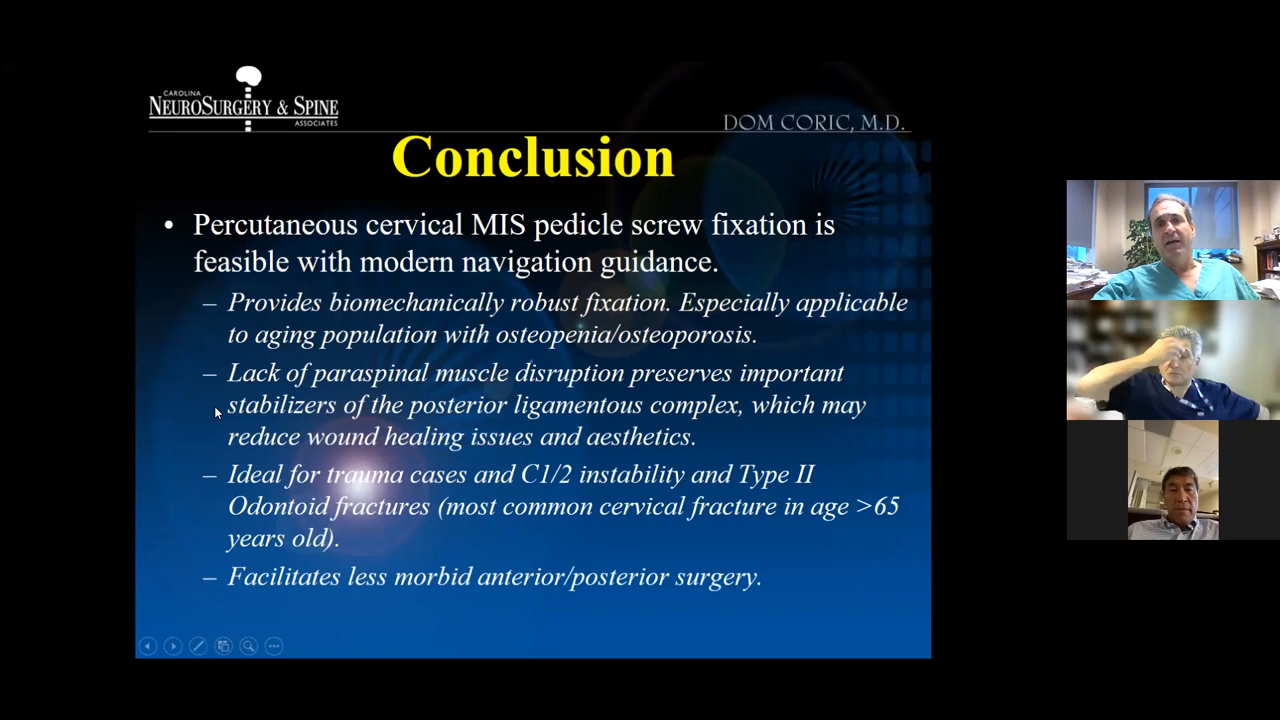 CAROLINA
NEUROSURGERY & SPINE
ASSOCIATES
DOM CORIC, M.D.
Conclusion
• Percutaneous cervical MIS pedicle screw fixation is
feasible with modern navigation guidance.
– Provides biomechanically robust fixation. Especially applicable
to aging population with osteopenia/osteoporosis.
– Lack of paraspinal muscle disruption preserves important
stabilizers of the posterior ligamentous complex, which may
reduce wound healing issues and aesthetics.
– Ideal for trauma cases and C1/2 instability and Type II
Odontoid fractures (most common cervical fracture in age >65
years old).
– Facilitates less morbid anterior/posterior surgery.